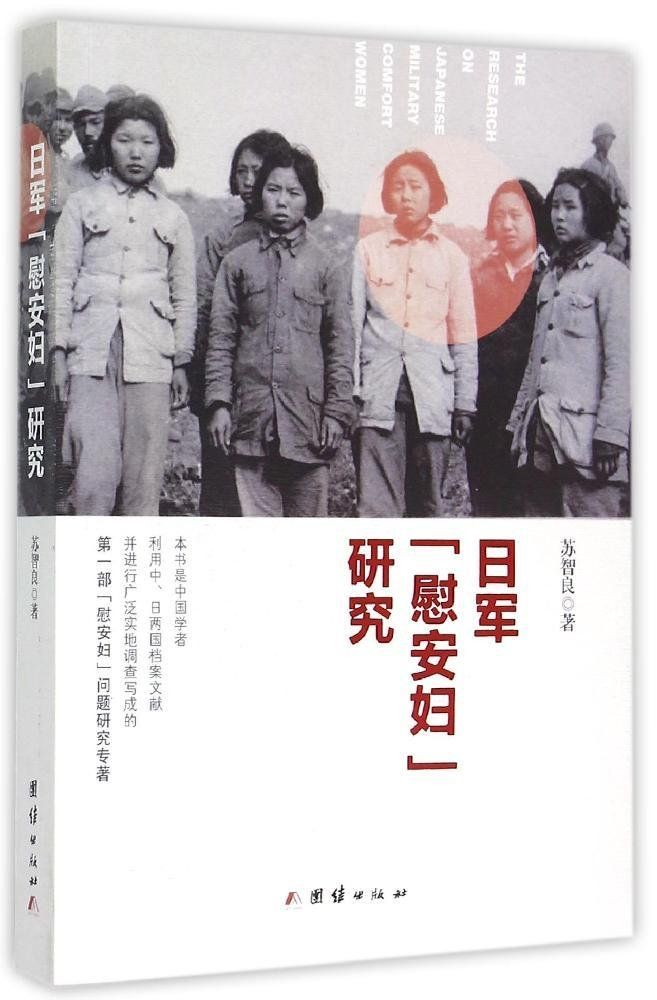 THE
RESEARCH
ON
JAPANESE
MILITARY
COMFORT
WOMEN
日军「慰安妇」研究
苏智良◎著
团结出版社
苏智良◎著
日军
「慰安妇」
研究
本书是中国学者
利用中、日两国档案文献
并进行广泛实地调查写成的
第一部「慰安妇」问题研究专著
团结出版社